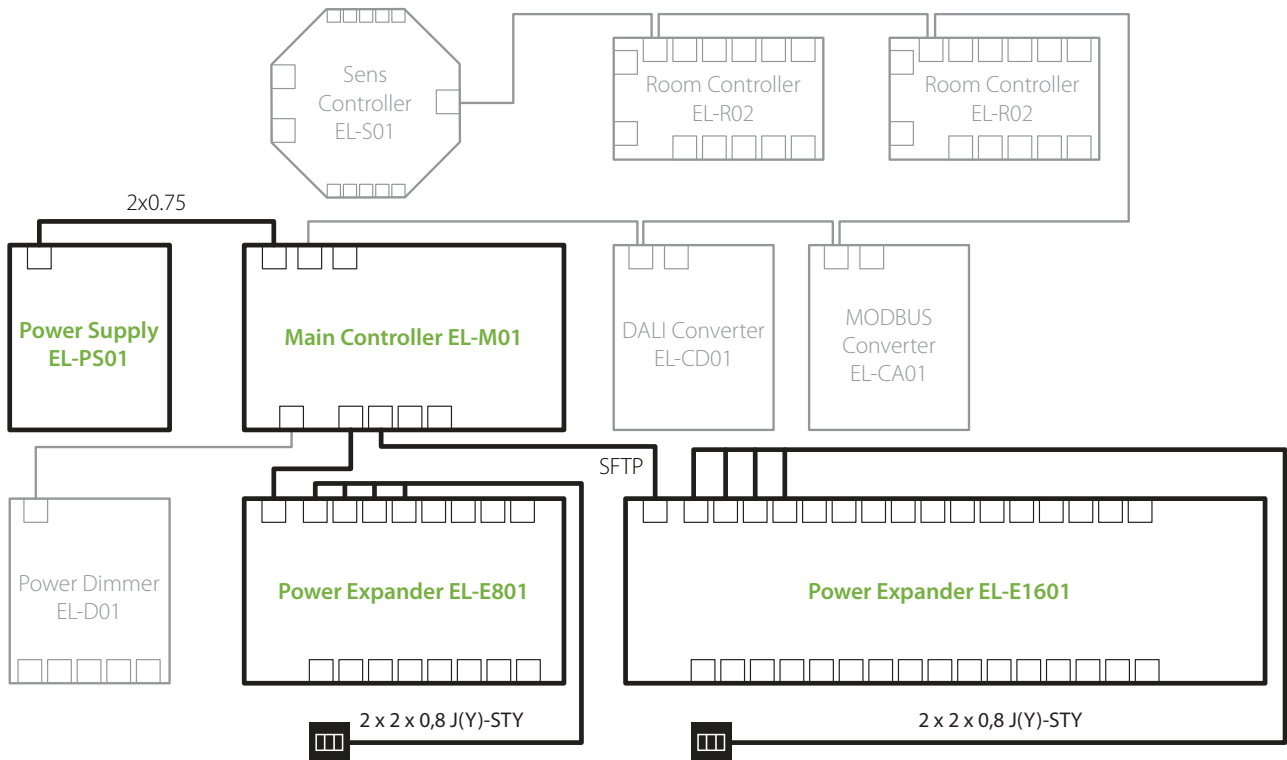 Sens
Controller
EL-S01
Room Controller
EL-R02
Room Controller
EL-R02
2x0.75
Power Supply
EL-PS01
Main Controller EL-M01
DALI Converter
EL-CD01
MODBUS
Converter
EL-CA01
SFTP
Power Dimmer
EL-D01
Power Expander EL-E801
Power Expander EL-E1601
2 x 2 x 0,8 J(Y)-STY
2 x 2 x 0,8 J(Y)-STY